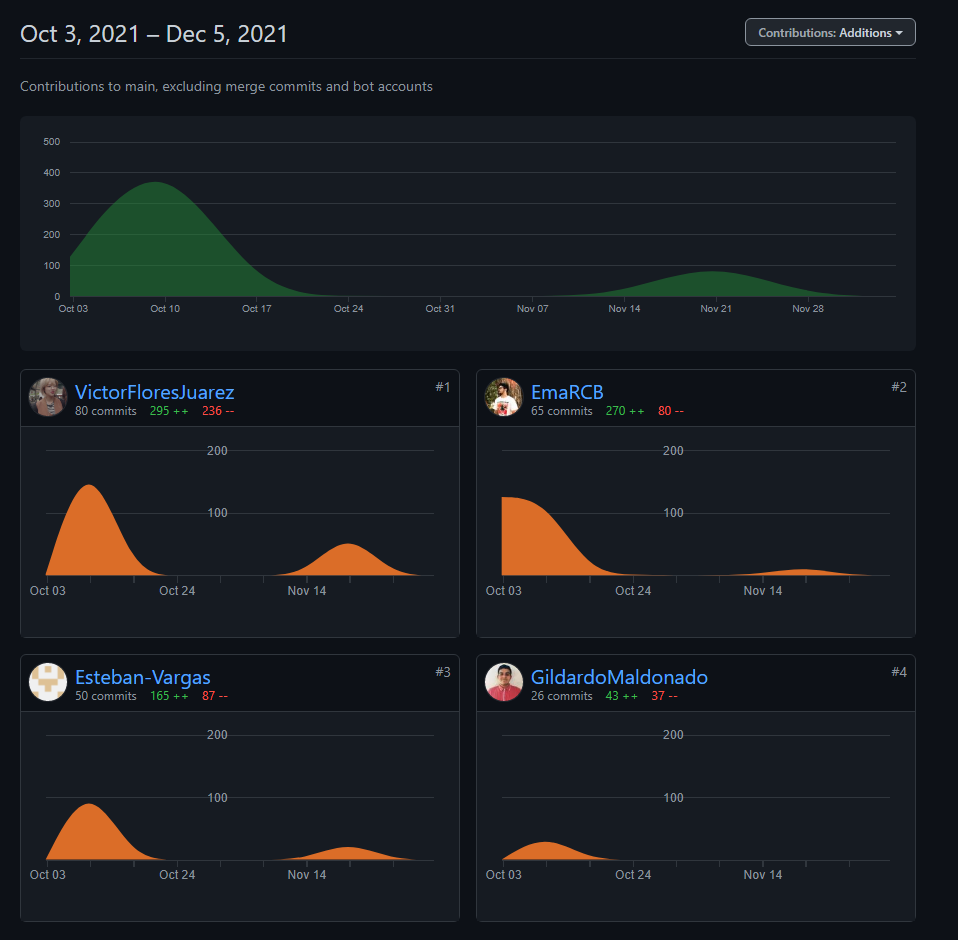 Oct 3, 2021 – Dec 5, 2021
Contributions: Additions
Contributions to main, excluding merge commits and bot accounts
500
400
300
200
100
0
Oct 03 Oct 10 Oct 17 Oct 24 Oct 31 Nov 07 Nov 14 Nov 21 Nov 28
VictorFloresJuarez #1
80 commits 295 ++ 236 --
200
100
Oct 03 Oct 24 Nov 14
EmaRCB #2
65 commits 270 ++ 80 --
200
100
Oct 03 Oct 24 Nov 14
Esteban-Vargas #3
50 commits 165 ++ 87 --
200
100
Oct 03 Oct 24 Nov 14
GildardoMaldonado #4
26 commits 43 ++ 37 --
200
100
Oct 03 Oct 24 Nov 14